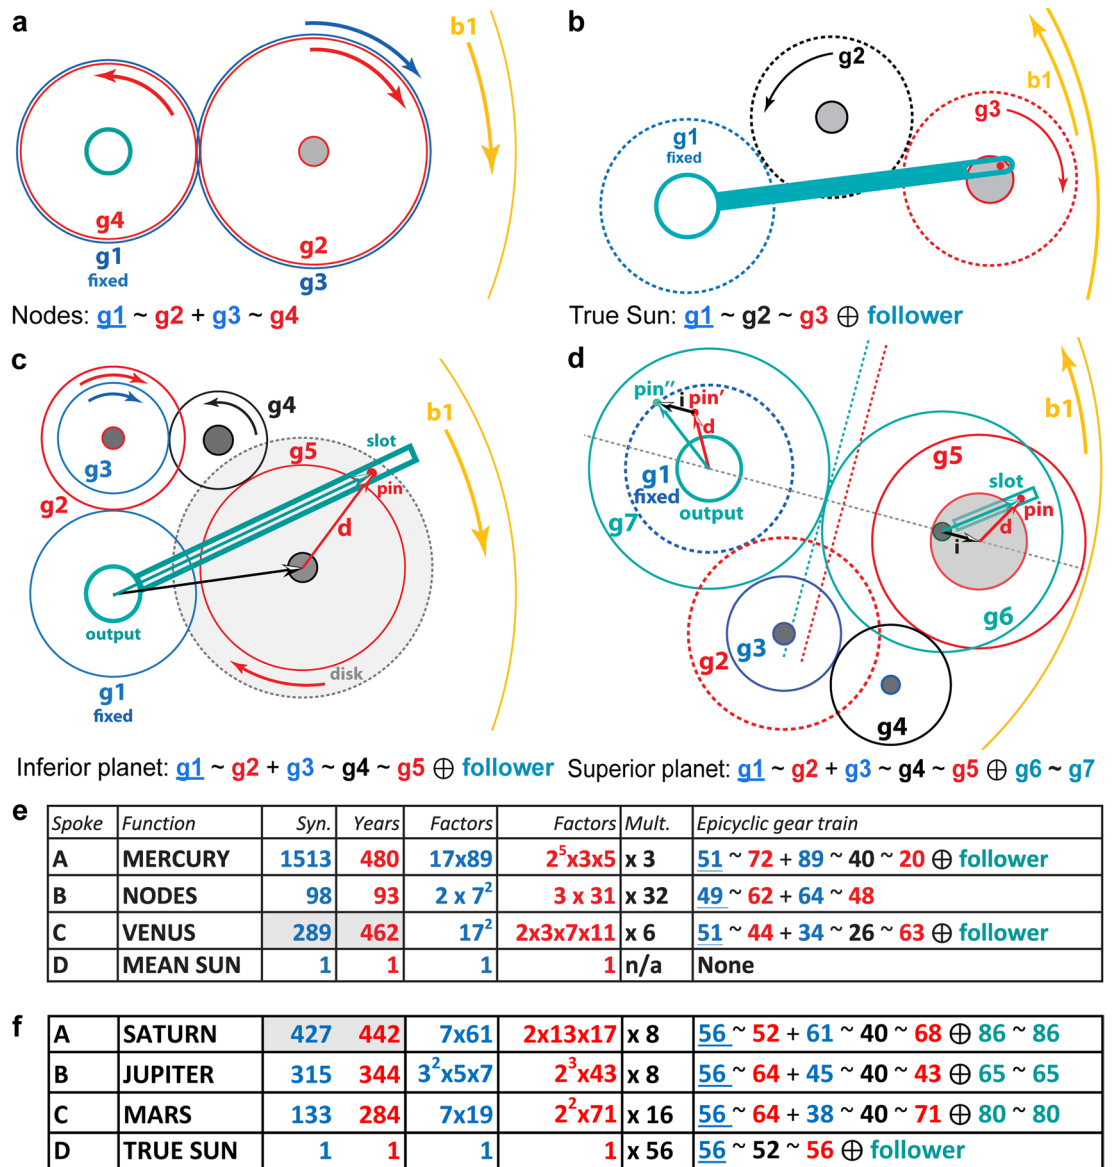 a
b1
g4
g1
fixed
g2
g3
Nodes: g1 ~ g2 + g3 ~ g4
b
g2
b1
g3
g1
fixed
True Sun: g1 ~ g2 ~ g3 ⊕ follower
c
g4
b1
slot
g5
g3
g2
pin
d
output
disk
g1
fixed
Inferior planet: g1 ~ g2 + g3 ~ g4 ~ g5 ⊕ follower
d
pin′′
i
pin′
d
b1
g5
g1
fixed
output
slot
pin
d
i
g7
g6
g2
g3
g4
Superior planet: g1 ~ g2 + g3 ~ g4 ~ g5 ⊕ g6 ~ g7
e
Spoke Function Syn. Years Factors Factors Mult. Epicyclic gear train
A MERCURY 1513 480 17x89 2⁵x3x5 x 3 51 ~ 72 + 89 ~ 40 ~ 20 ⊕ follower
B NODES 98 93 2 x 7² 3 x 31 x 32 49 ~ 62 + 64 ~ 48
C VENUS 289 462 17² 2x3x7x11 x 6 51 ~ 44 + 34 ~ 26 ~ 63 ⊕ follower
D MEAN SUN 1 1 1 1 n/a None
f
A SATURN 427 442 7x61 2x13x17 x 8 56 ~ 52 + 61 ~ 40 ~ 68 ⊕ 86 ~ 86
B JUPITER 315 344 3²x5x7 2³x43 x 8 56 ~ 64 + 45 ~ 40 ~ 43 ⊕ 65 ~ 65
C MARS 133 284 7x19 2²x71 x 16 56 ~ 64 + 38 ~ 40 ~ 71 ⊕ 80 ~ 80
D TRUE SUN 1 1 1 1 x 56 56 ~ 52 ~ 56 ⊕ follower